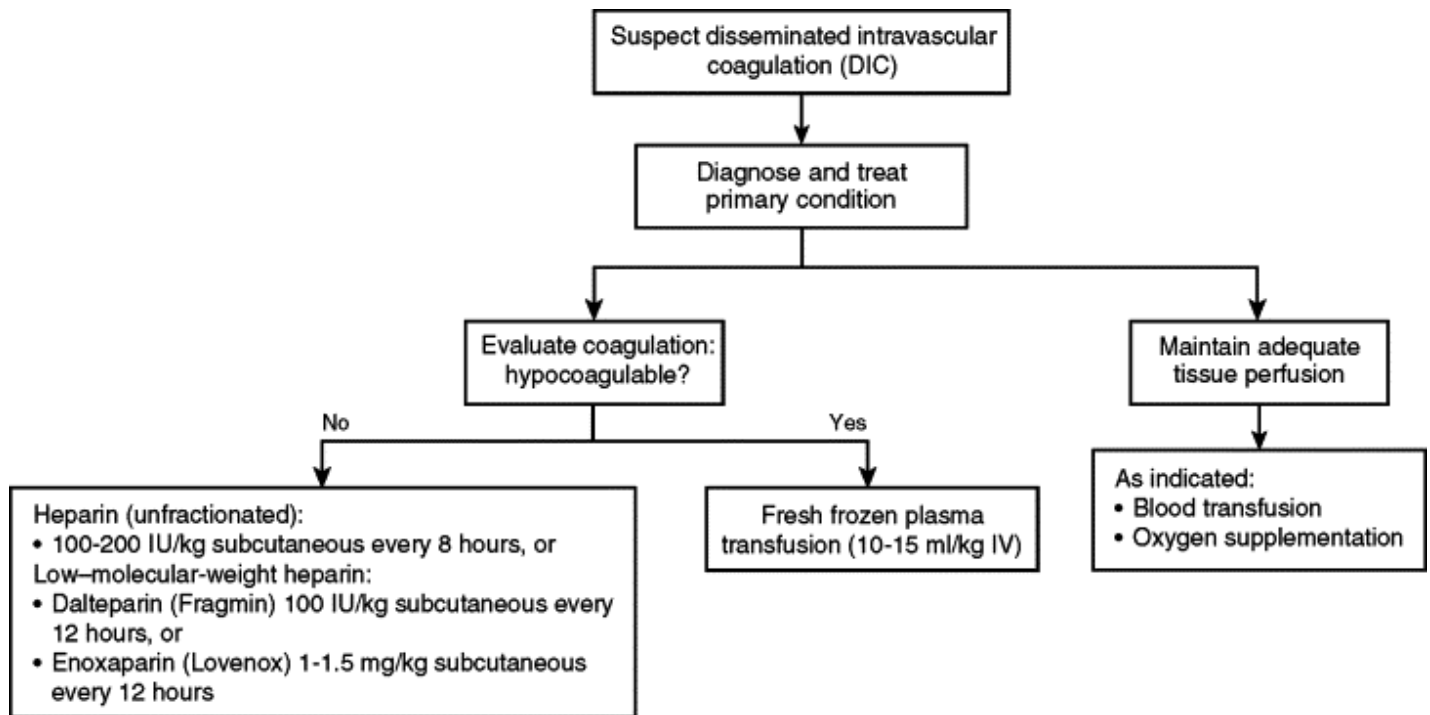 Suspect disseminated intravascular
coagulation (DIC)
Diagnose and treat
primary condition
Evaluate coagulation:
hypocoagulable?
Maintain adequate
tissue perfusion
No
Yes
Heparin (unfractionated):
• 100-200 IU/kg subcutaneous every 8 hours, or
Low–molecular-weight heparin:
• Dalteparin (Fragmin) 100 IU/kg subcutaneous every
12 hours, or
• Enoxaparin (Lovenox) 1-1.5 mg/kg subcutaneous
every 12 hours
Fresh frozen plasma
transfusion (10-15 ml/kg IV)
As indicated:
• Blood transfusion
• Oxygen supplementation